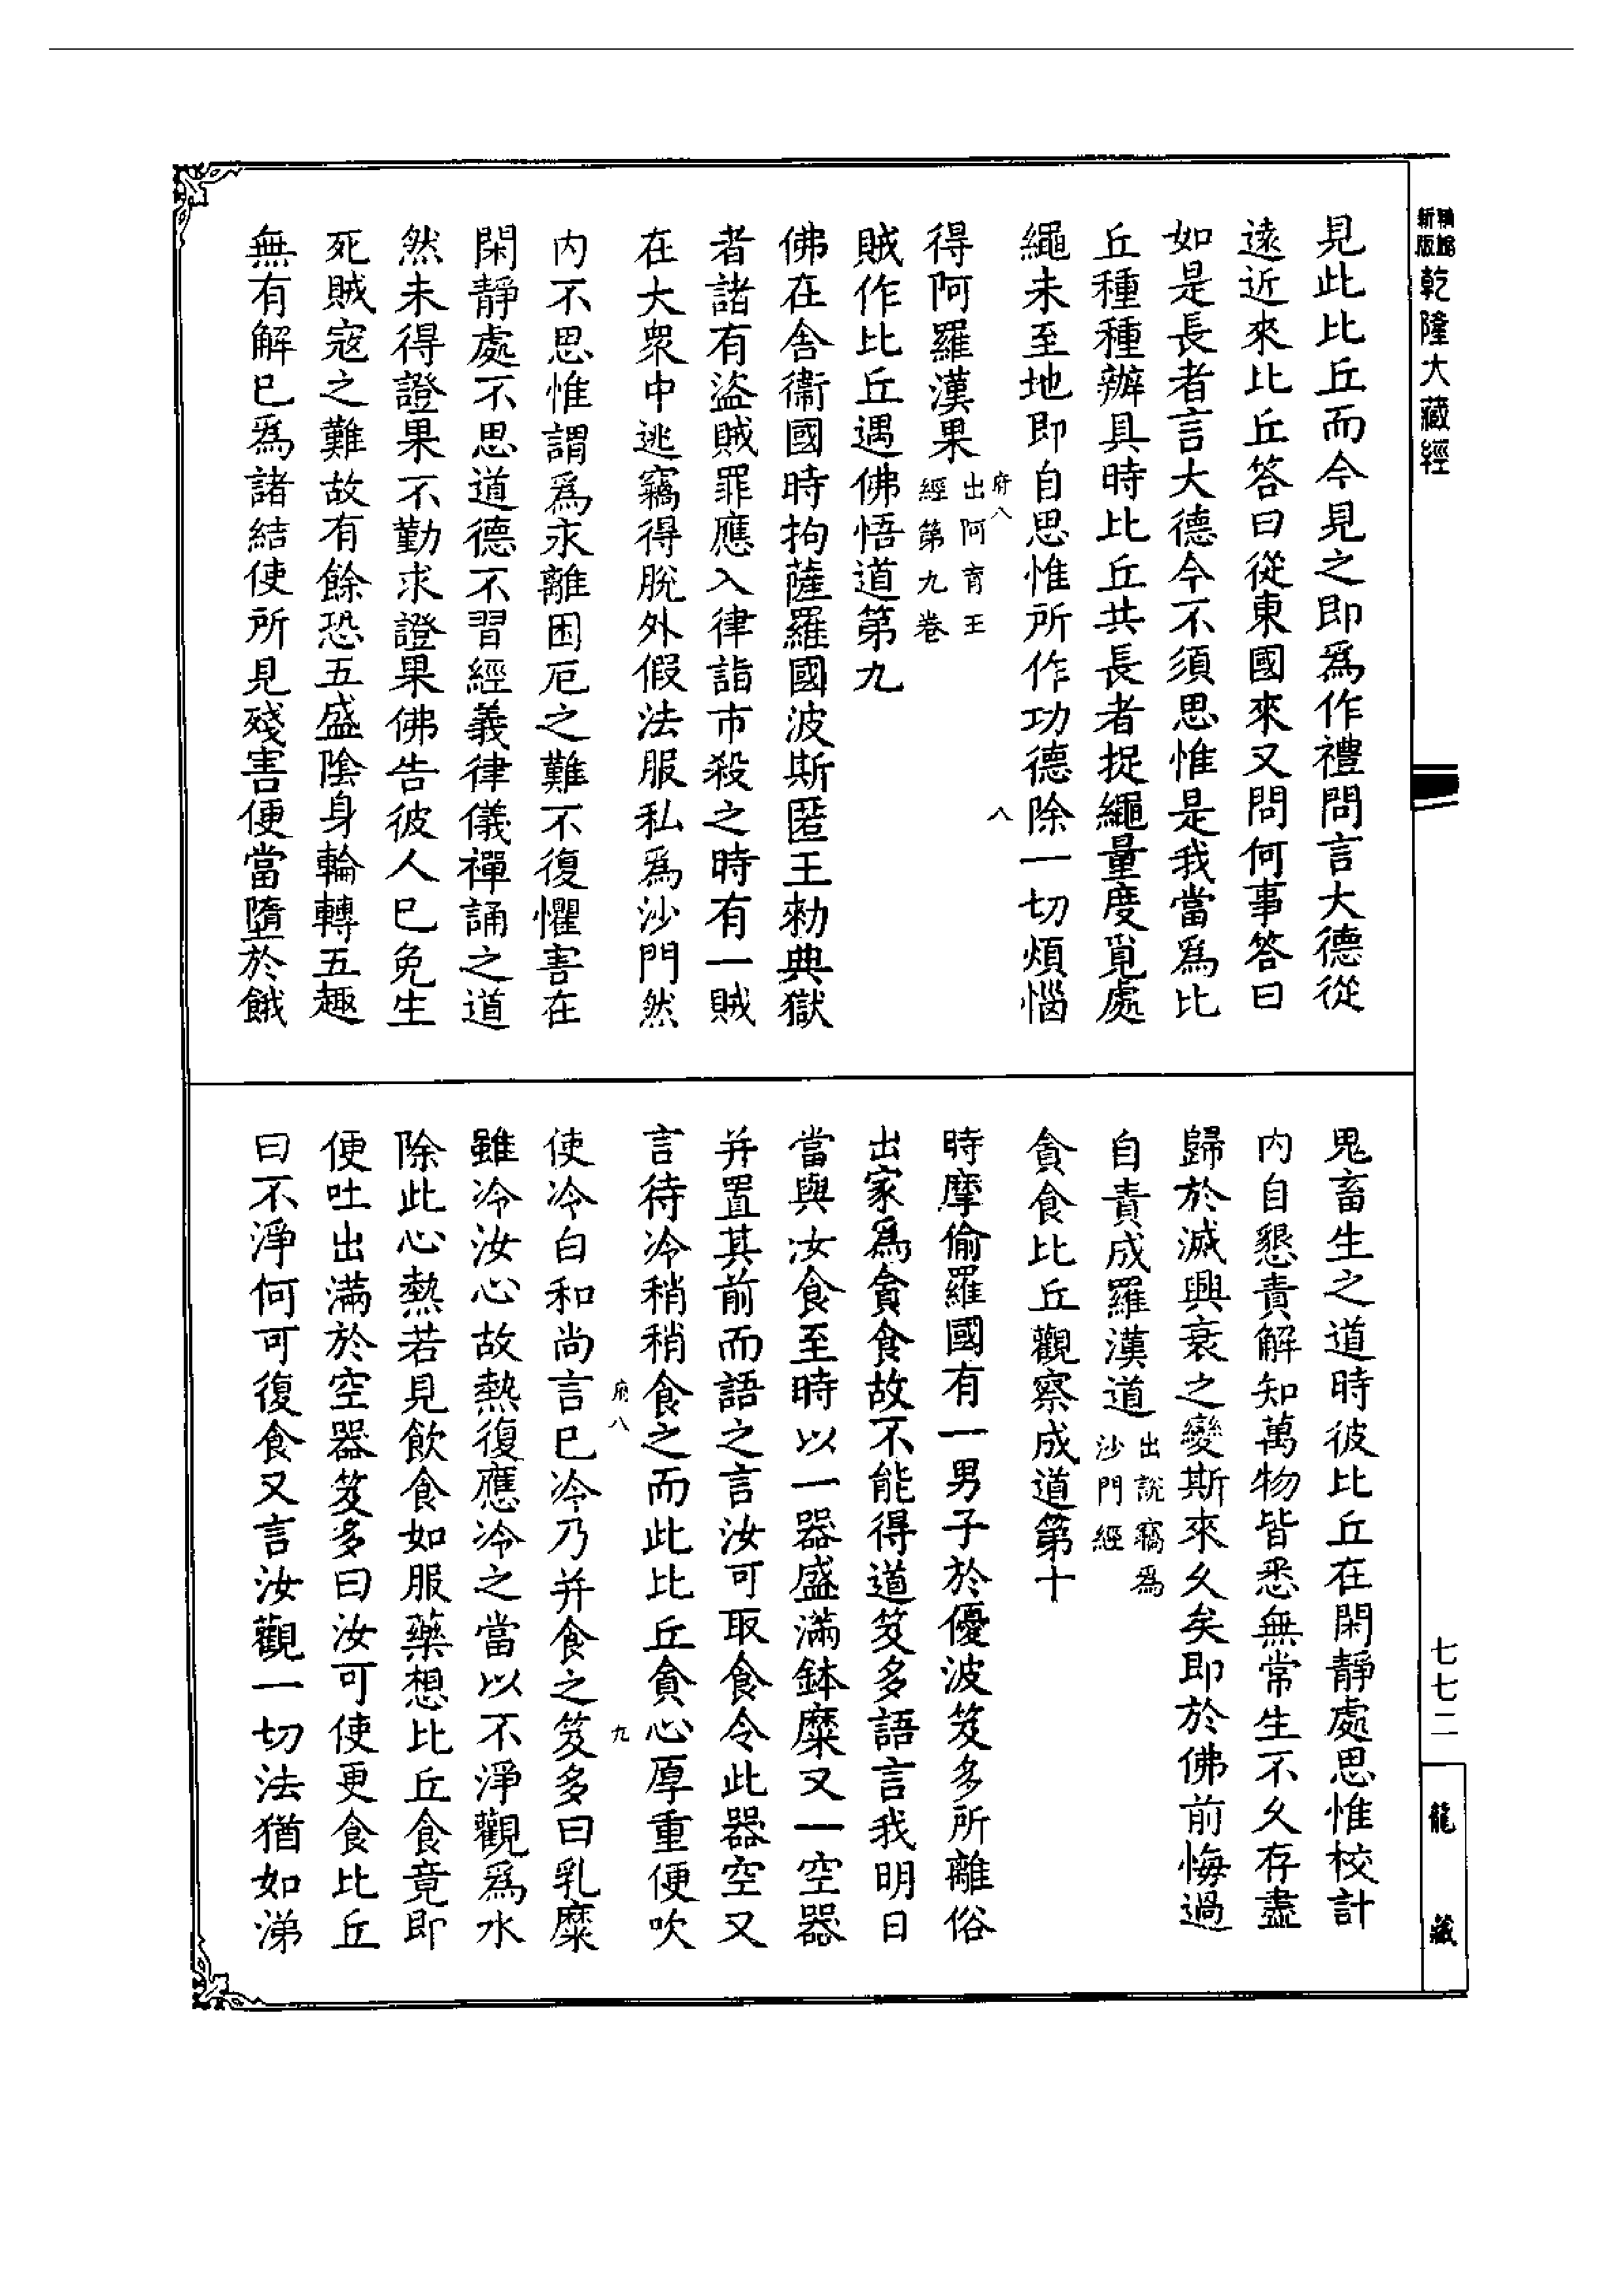 乾隆大藏經
見此比丘而今見之即爲作禮問言大德從
遠近來比丘答曰從東國來又問何事答曰
如是長者言大德今不須思惟是我當爲比
丘種種辦具時比丘共長者捉繩量度覓處
繩未至地即自思惟所作功德除一切煩惱
府八
八
得阿羅漢果出阿育王經第九卷
賊作比丘遇佛悟道第九
佛在舍衞國時拘薩羅國波斯匿王勑典獄
者諸有盜賊罪應入律詣市殺之時有一賊
在大衆中逃竊得脫外假法服私爲沙門然
内不思惟謂爲永離困厄之難不復懼害在
閑靜處不思道德不習經義律儀禪誦之道
然未得證果不勤求證果佛告彼人已免生
死賊宼之難故有餘恐五盛陰身輪轉五趣
無有解已爲諸結使所見殘害便當墮於餓
鬼畜生之道時彼比丘在閑靜處思惟校計
内自懇責解知萬物皆悉無常生不久存盡
歸於滅興衰之變斯來久矣即於佛前悔過
自責成羅漢道出說竊爲沙門經
貪食比丘觀察成道第十
時摩偷羅國有一男子於優波笈多所離俗
出家爲貪食故不能得道笈多語言我明日
當與汝食至時以一器盛滿鉢糜又一空器
并置其前而語之言汝可取食令此器空又
言待冷稍稍食之而此比丘貪心厚重便吹
府八
九
使冷白和尚言已冷乃并食之笈多曰乳糜
雖冷汝心故熱復應冷之當以不淨觀爲水
除此心熱若見飲食如服藥想比丘食竟即
便吐出滿於空器笈多曰汝可使更食比丘
曰不淨何可復食又言汝觀一切法猶如涕
七七二
龍藏